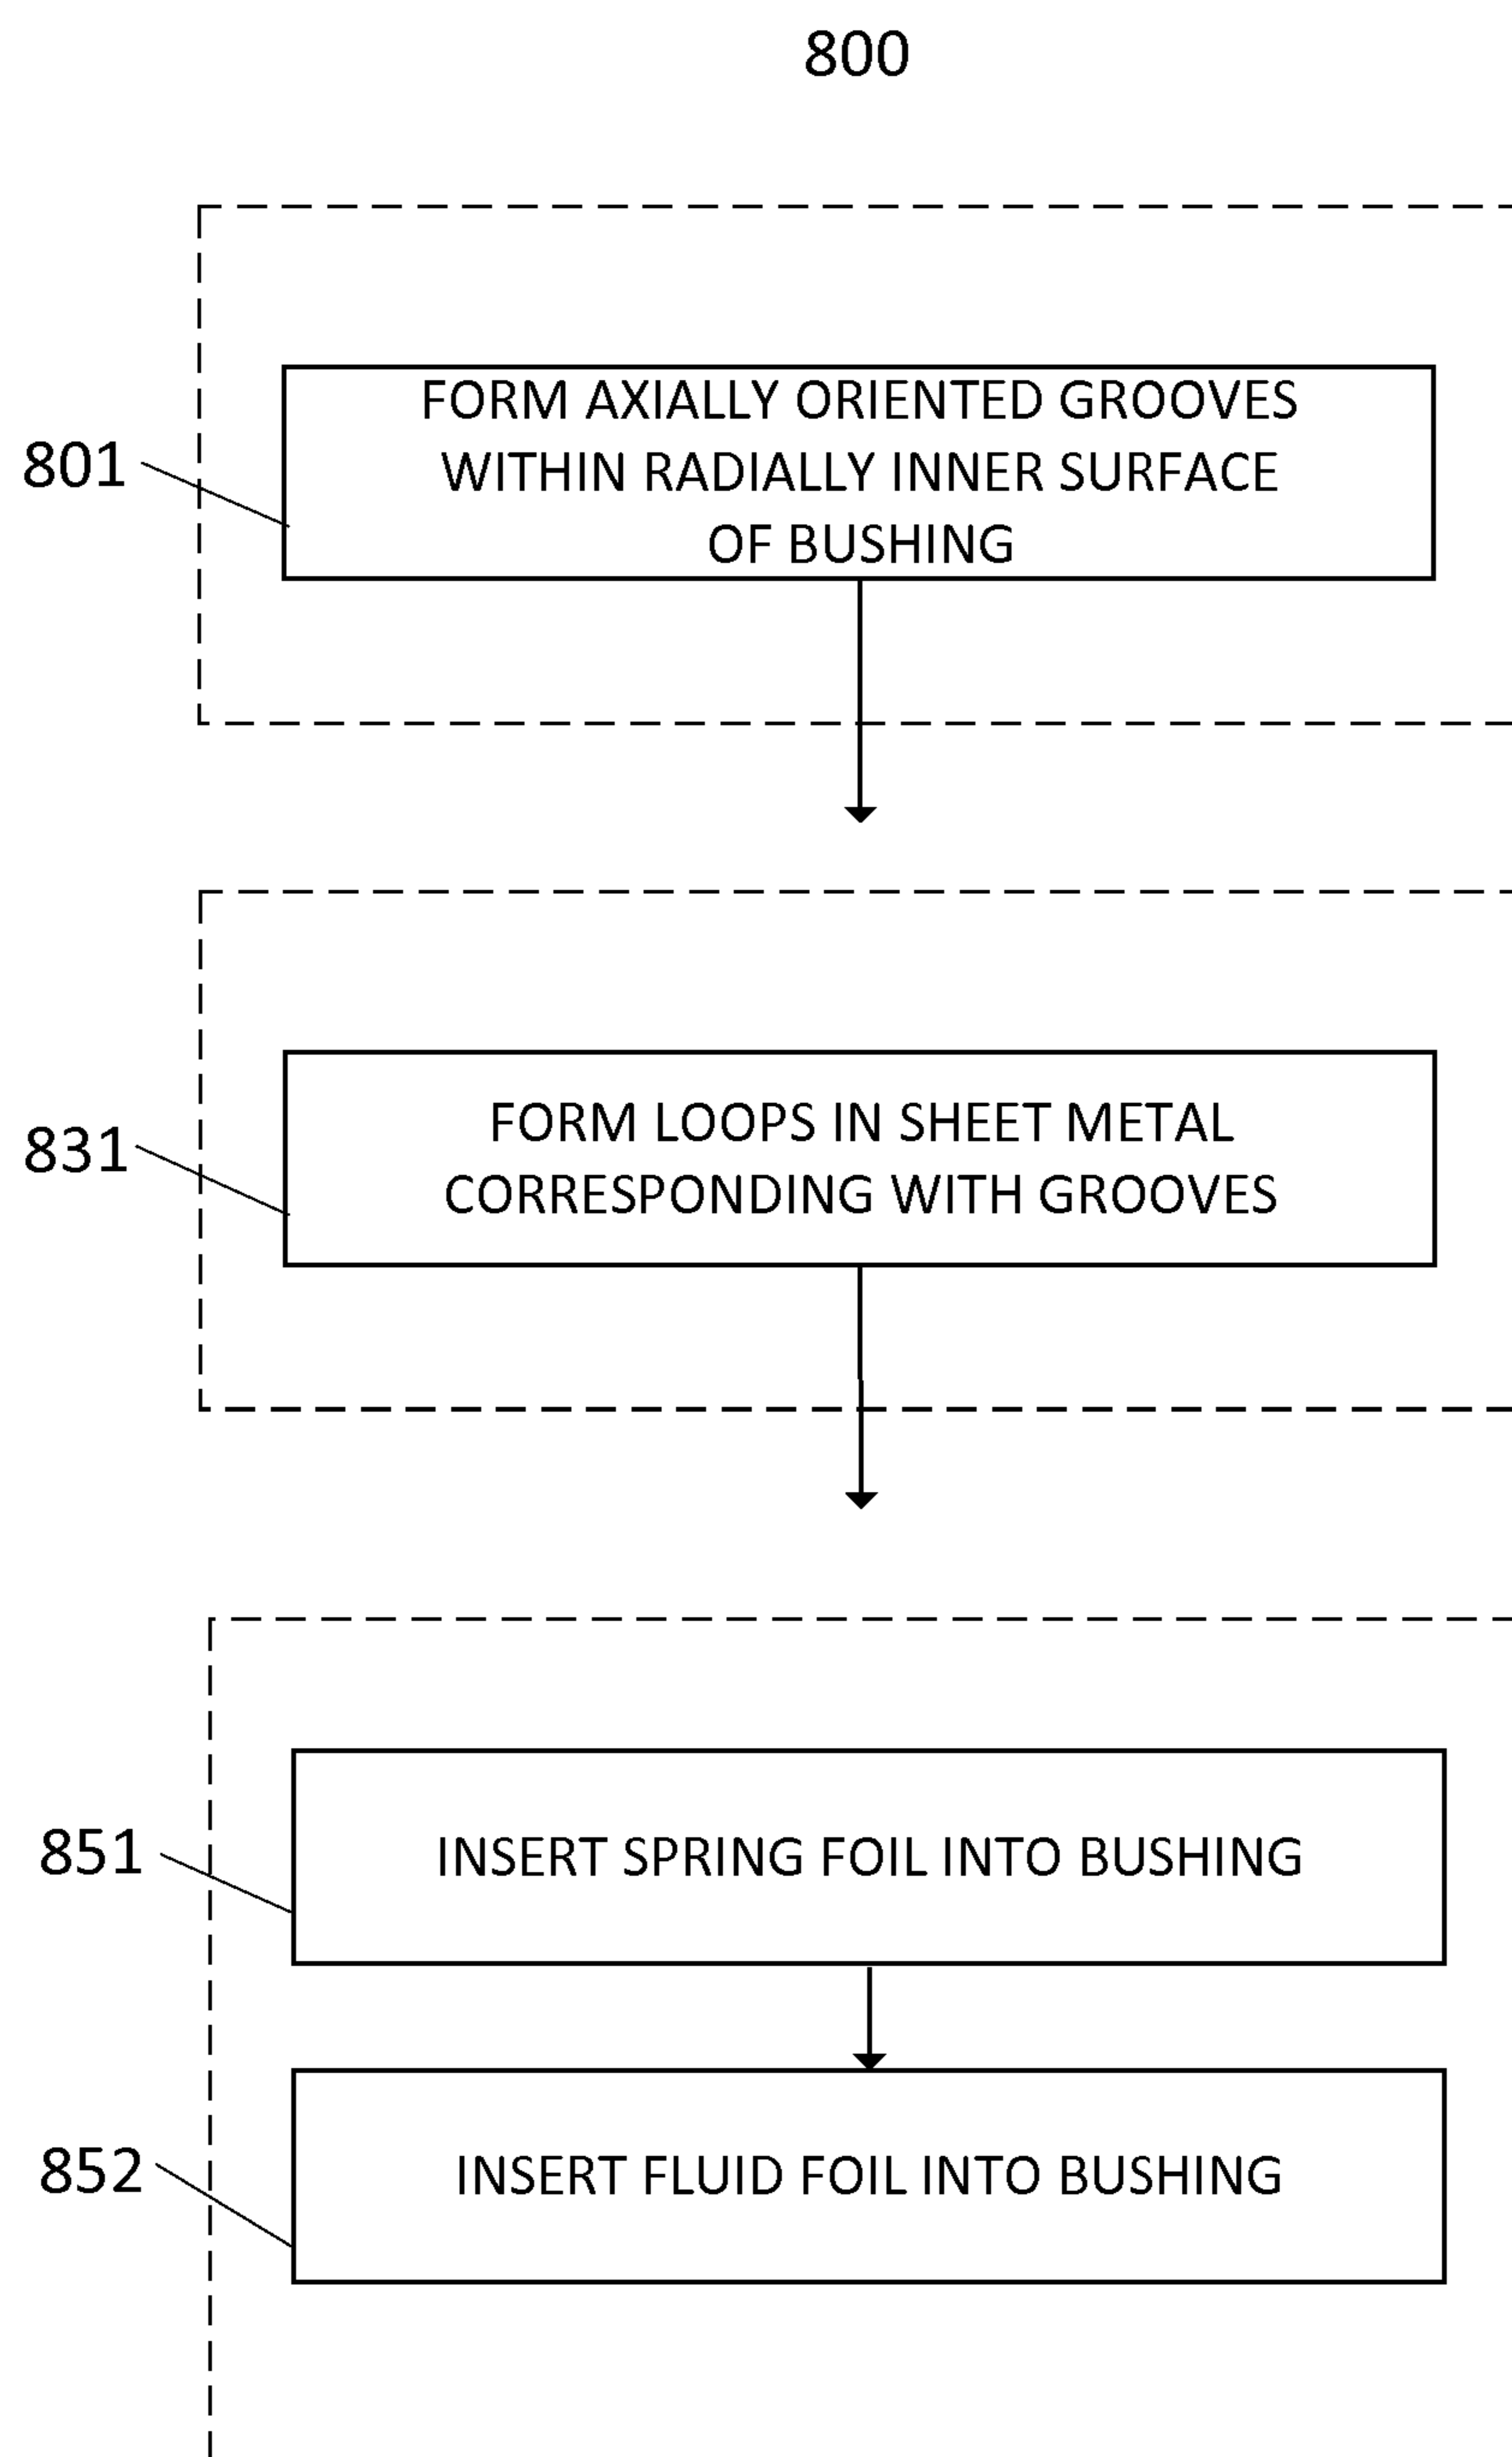 800
801
FORM AXIALLY ORIENTED GROOVES
WITHIN RADIALLY INNER SURFACE
OF BUSHING
831
FORM LOOPS IN SHEET METAL
CORRESPONDING WITH GROOVES
851
INSERT SPRING FOIL INTO BUSHING
852
INSERT FLUID FOIL INTO BUSHING